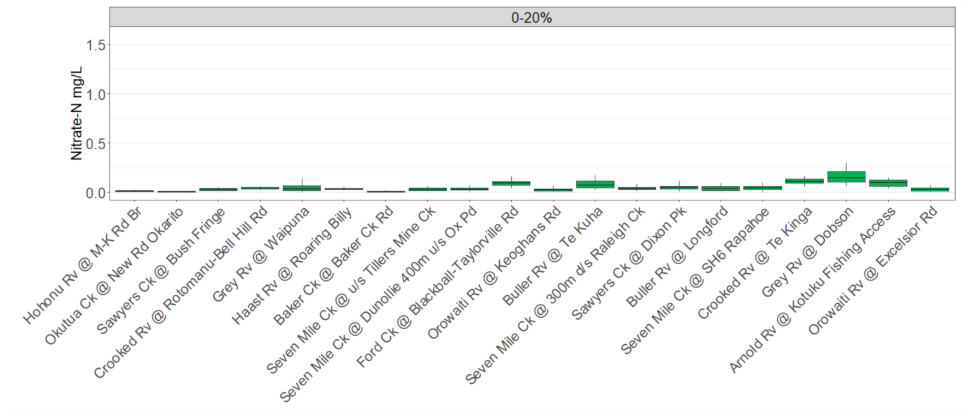 0-20%
Nitrate-N mg/L
1.5
1.0
0.5
0.0
Hohonu Rv @ M-K Rd Br
Okutua Ck @ New Rd Okarito
Sawyers Ck @ Bush Fringe
Crooked Rv @ Rotomanu-Bell Hill Rd
Grey Rv @ Waipuna
Haast Rv @ Roaring Billy
Baker Ck @ Baker Ck Rd
Seven Mile Ck @ u/s Tillers Mine Ck
Seven Mile Ck @ Dunollie 400m u/s Ox Pd
Ford Ck @ Blackball-Taylorville Rd
Orowaiti Rv @ Keoghans Rd
Buller Rv @ Te Kuha
Seven Mile Ck @ 300m d/s Raleigh Ck
Sawyers Ck @ Dixon Pk
Buller Rv @ Longford
Seven Mile Ck @ SH6 Rapahoe
Crooked Rv @ Te Kinga
Grey Rv @ Dobson
Arnold Rv @ Kotuku Fishing Access
Orowaiti Rv @ Excelsior Rd